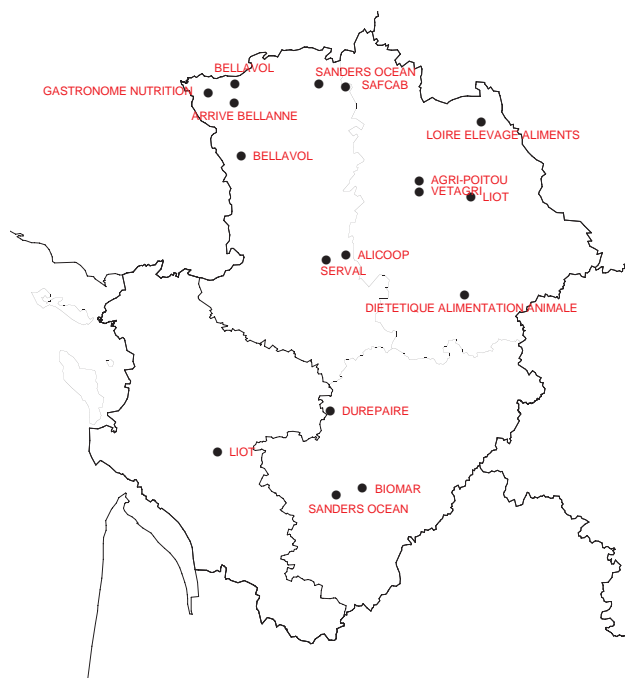 BELLAVOL
SANDERS OCEAN
GASTRONOME NUTRITION
SAFCAB
ARRIVE BELLANNE
LOIRE ELEVAGE ALIMENTS
BELLAVOL
AGRI-POITOU
VETAGRI
LIOT
ALICOOP
SERVAL
DIETETIQUE ALIMENTATION ANIMALE
DUREPAIRE
LIOT
BIOMAR
SANDERS OCEAN